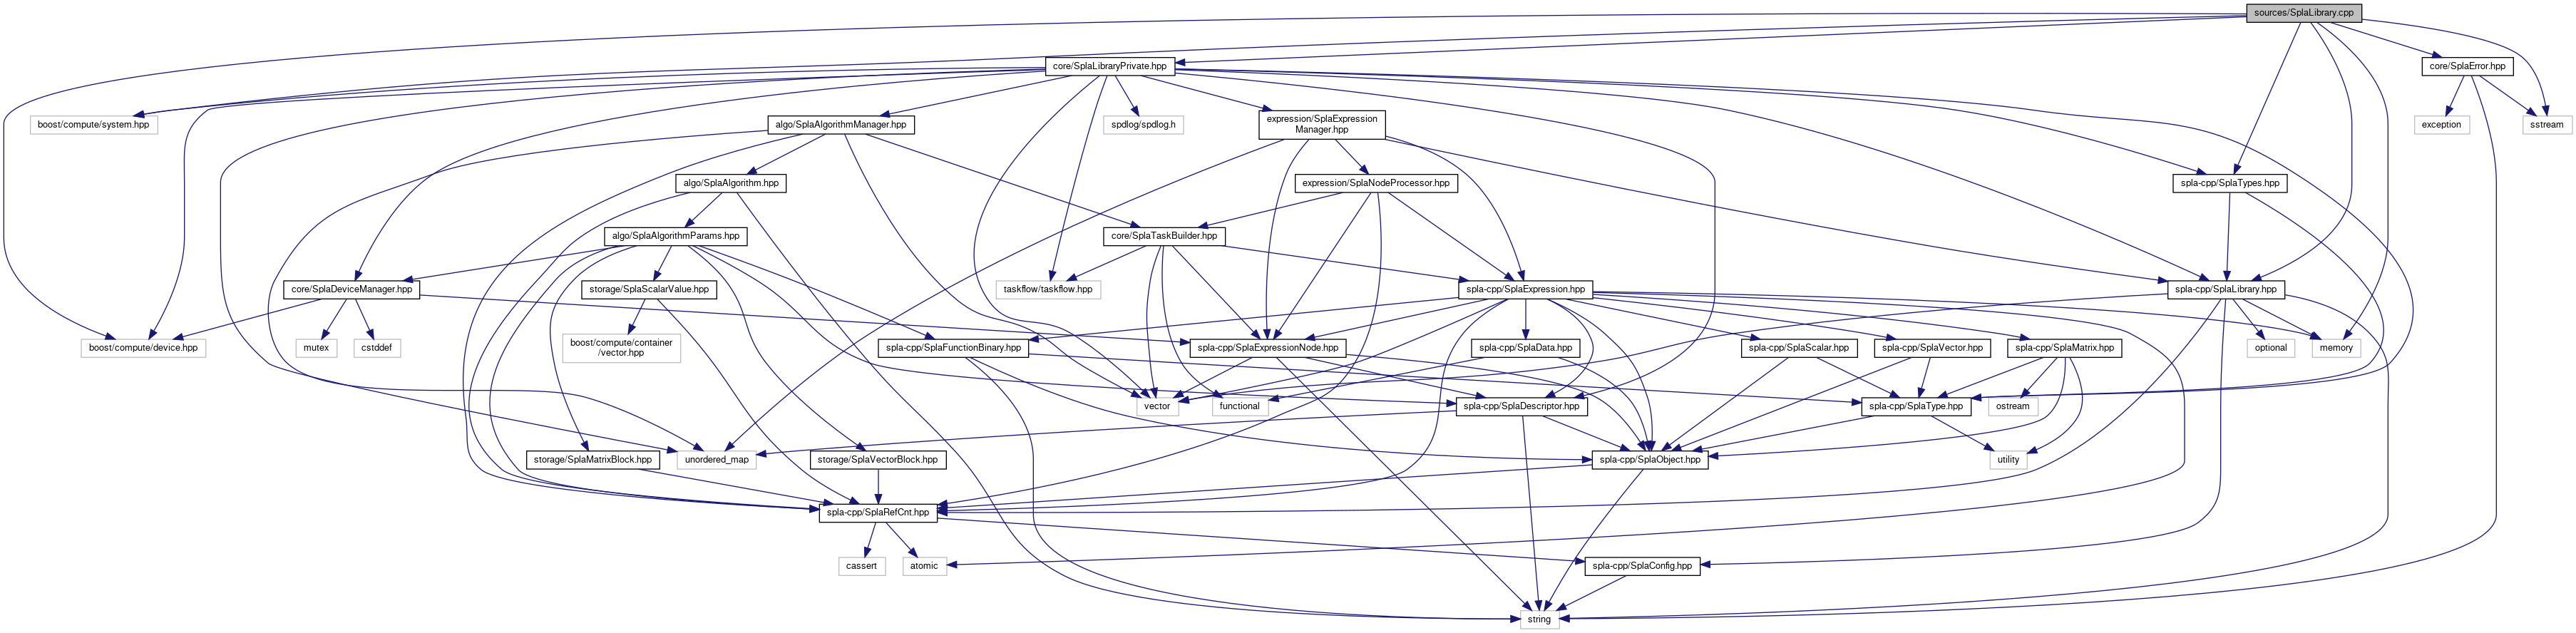 sources/SplaLibrary.cpp
core/SplaLibraryPrivate.hpp
core/SplaError.hpp
boost/compute/system.hpp
algo/SplaAlgorithmManager.hpp
spdlog/spdlog.h
expression/SplaExpression
Manager.hpp
exception
sstream
algo/SplaAlgorithm.hpp
expression/SplaNodeProcessor.hpp
spla-cpp/SplaTypes.hpp
algo/SplaAlgorithmParams.hpp
core/SplaTaskBuilder.hpp
core/SplaDeviceManager.hpp
storage/SplaScalarValue.hpp
taskflow/taskflow.hpp
spla-cpp/SplaExpression.hpp
spla-cpp/SplaLibrary.hpp
boost/compute/device.hpp
mutex
cstddef
boost/compute/container
/vector.hpp
spla-cpp/SplaFunctionBinary.hpp
spla-cpp/SplaExpressionNode.hpp
spla-cpp/SplaData.hpp
spla-cpp/SplaScalar.hpp
spla-cpp/SplaVector.hpp
spla-cpp/SplaMatrix.hpp
optional
memory
vector
functional
spla-cpp/SplaDescriptor.hpp
spla-cpp/SplaType.hpp
ostream
storage/SplaMatrixBlock.hpp
unordered_map
storage/SplaVectorBlock.hpp
spla-cpp/SplaObject.hpp
utility
spla-cpp/SplaRefCnt.hpp
cassert
atomic
spla-cpp/SplaConfig.hpp
string